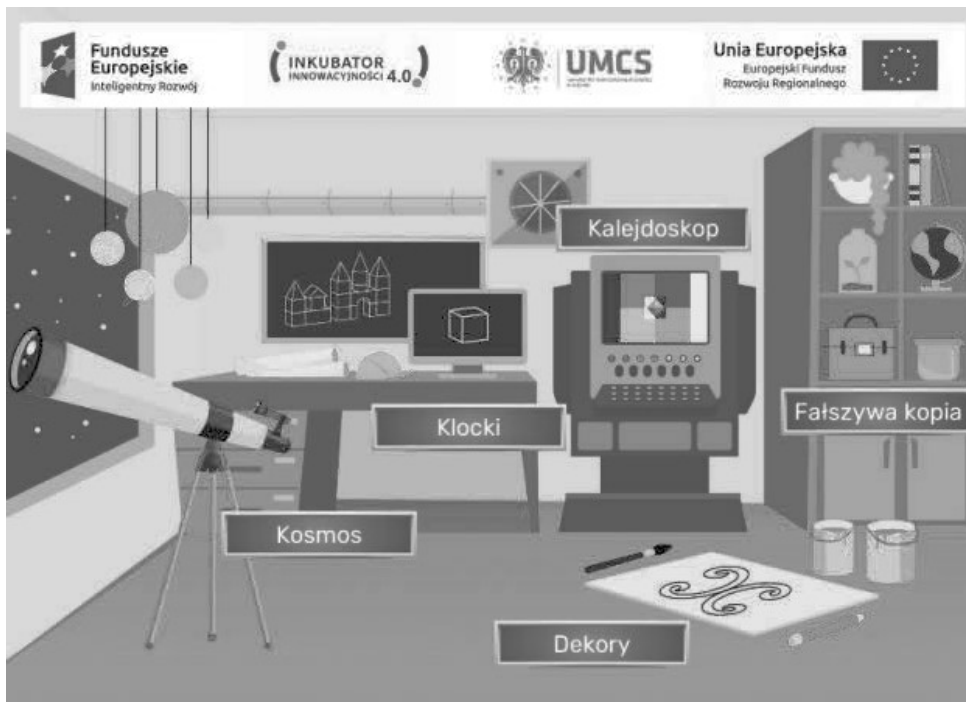 Fundusze
Europejskie
Inteligentny Rozwój
INKUBATOR
INNOWACYJNOŚCI 4.0
UMCS
Unia Europejska
Europejski Fundusz
Rozwoju Regionalnego
Kalejdoskop
Klocki
Fałszywa kopia
Kosmos
Dekory